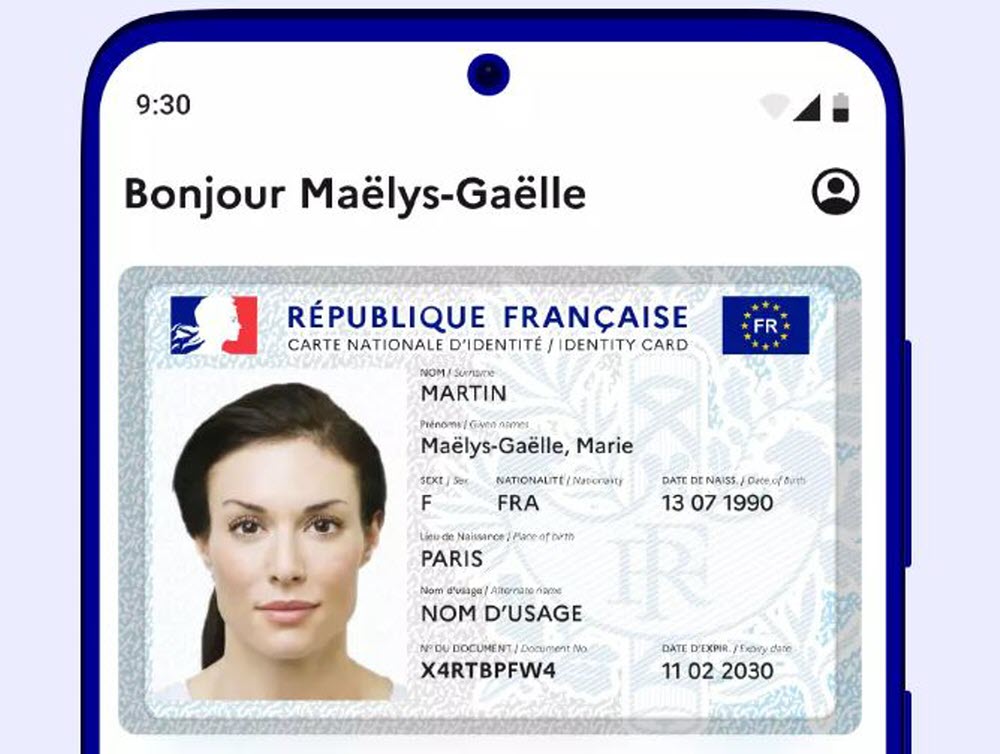 9:30
Bonjour Maëlys-Gaëlle
RÉPUBLIQUE FRANÇAISE
FR
CARTE NATIONALE D'IDENTITÉ / IDENTITY CARD
NOM / Surname
MARTIN
Prénoms / Given names
Maëlys-Gaëlle, Marie
SEXE / Sex NATIONALITÉ / Nationality DATE DE NAISS. / Date of Birth
F FRA 13 07 1990
Lieu de Naissance / Place of birth
PARIS
Nom d'usage / Alternate name
NOM D'USAGE
N° DU DOCUMENT / Document No DATE D'EXPIR. / Expiry date
X4RTBPFW4 11 02 2030
RF